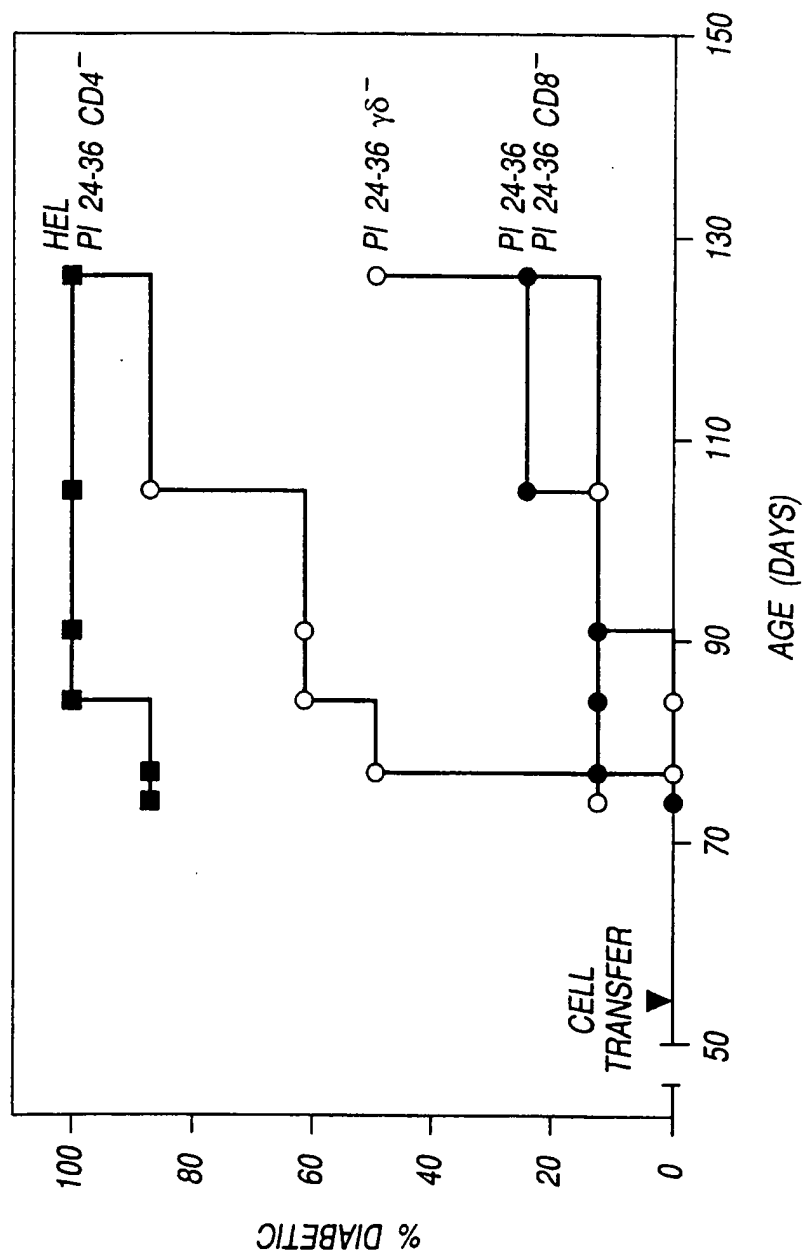 % DIABETIC
100
80
60
40
20
0
HEL
PI 24-36 CD4⁻
PI 24-36 γδ⁻
PI 24-36
PI 24-36 CD8⁻
CELL
TRANSFER
50
70
90
110
130
150
AGE (DAYS)